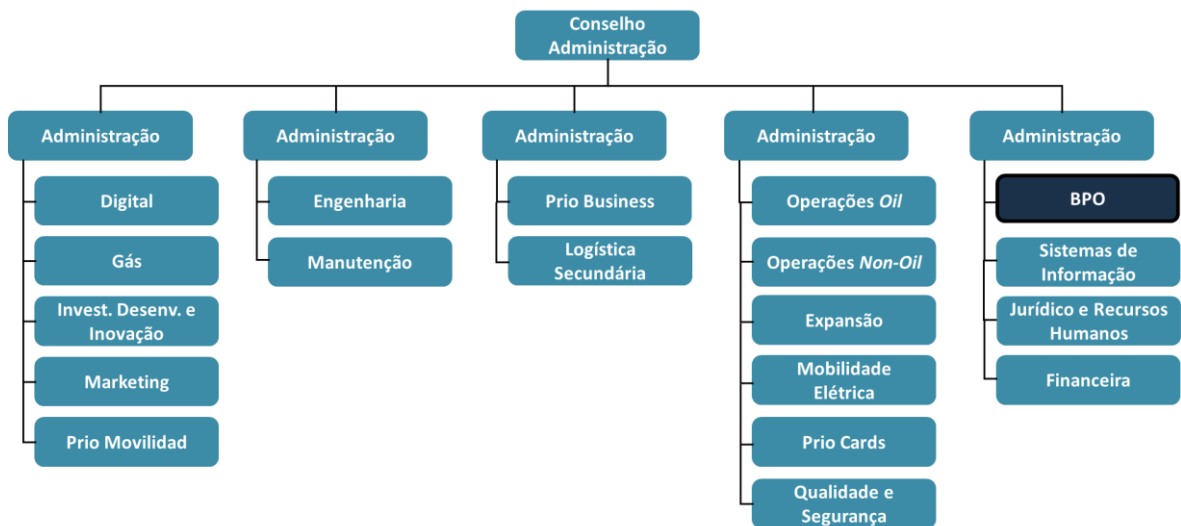 Conselho
Administração
Administração
Digital
Gás
Invest. Desenv. e
Inovação
Marketing
Prio Movilidad
Administração
Engenharia
Manutenção
Administração
Prio Business
Logística
Secundária
Administração
Operações Oil
Operações Non-Oil
Expansão
Mobilidade
Elétrica
Prio Cards
Qualidade e
Segurança
Administração
BPO
Sistemas de
Informação
Jurídico e Recursos
Humanos
Financeira